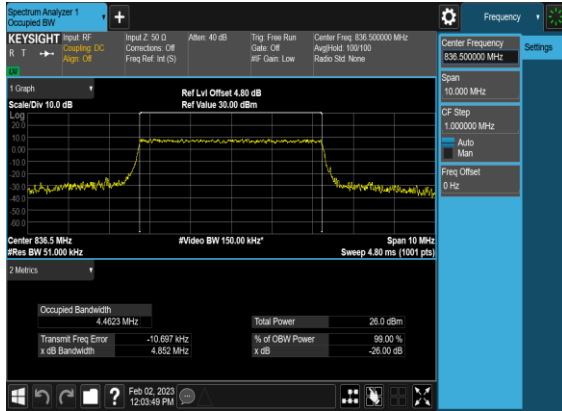 Spectrum Analyzer 1
Occupied BW
KEYSIGHT
R T
LU
Input: RF
Coupling: DC
Align: Off
Input Z: 50 Ω
Corrections: Off
Freq Ref: Int (S)
Atten: 40 dB
Trig: Free Run
Gate: Off
#IF Gain: Low
Center Freq: 836.500000 MHz
Avg|Hold: 100/100
Radio Std: None
1 Graph
Scale/Div 10.0 dB
Ref Lvl Offset 4.80 dB
Ref Value 30.00 dBm
Log
20.0
10.0
0.00
-10.0
-20.0
-30.0
-40.0
-50.0
-60.0
Center 836.5 MHz
#Res BW 51.000 kHz
#Video BW 150.00 kHz*
Span 10 MHz
Sweep 4.80 ms (1001 pts)
2 Metrics
Occupied Bandwidth
4.4623 MHz
Total Power 26.0 dBm
Transmit Freq Error -10.697 kHz
% of OBW Power 99.00 %
x dB Bandwidth 4.852 MHz
x dB -26.00 dB
?
Feb 02, 2023
12:03:49 PM
Frequency
Center Frequency
836.500000 MHz
Settings
Span
10.000 MHz
CF Step
1.000000 MHz
Auto
Man
Freq Offset
0 Hz